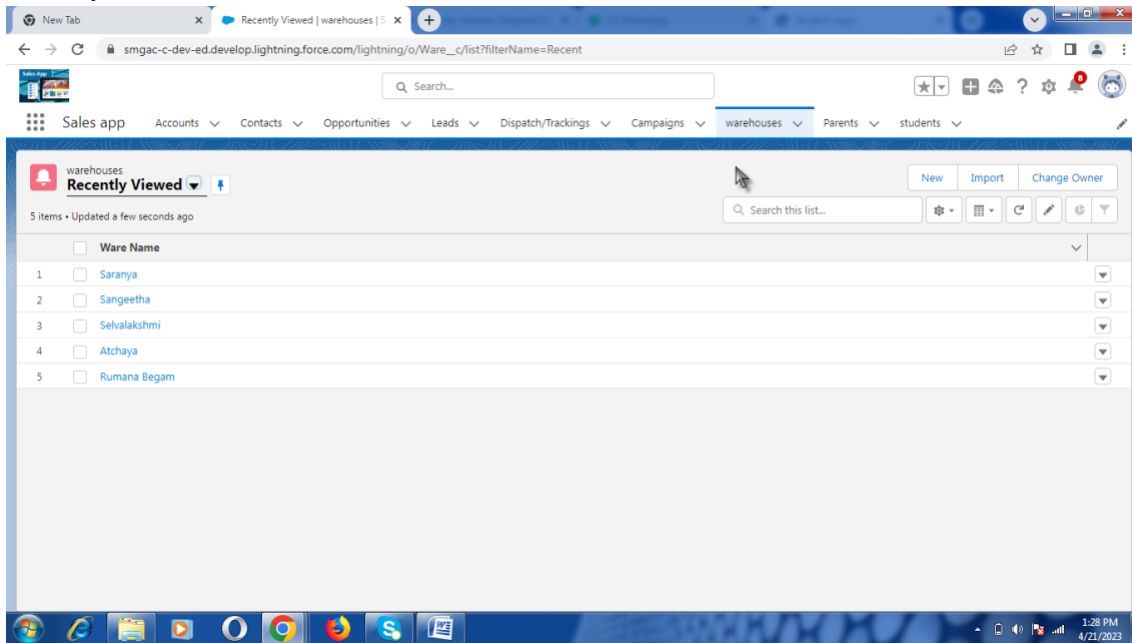 New Tab
Recently Viewed | warehouses | S
smgac-c-dev-ed.develop.lightning.force.com/lightning/o/Ware__c/list?filterName=Recent
Sales App
Search...
8
Sales app Accounts Contacts Opportunities Leads Dispatch/Trackings Campaigns warehouses Parents students
warehouses
Recently Viewed
New Import Change Owner
5 items • Updated a few seconds ago
Search this list...
Ware Name
1 Saranya
2 Sangeetha
3 Selvalakshmi
4 Atchaya
5 Rumana Begam
1:28 PM
4/21/2023